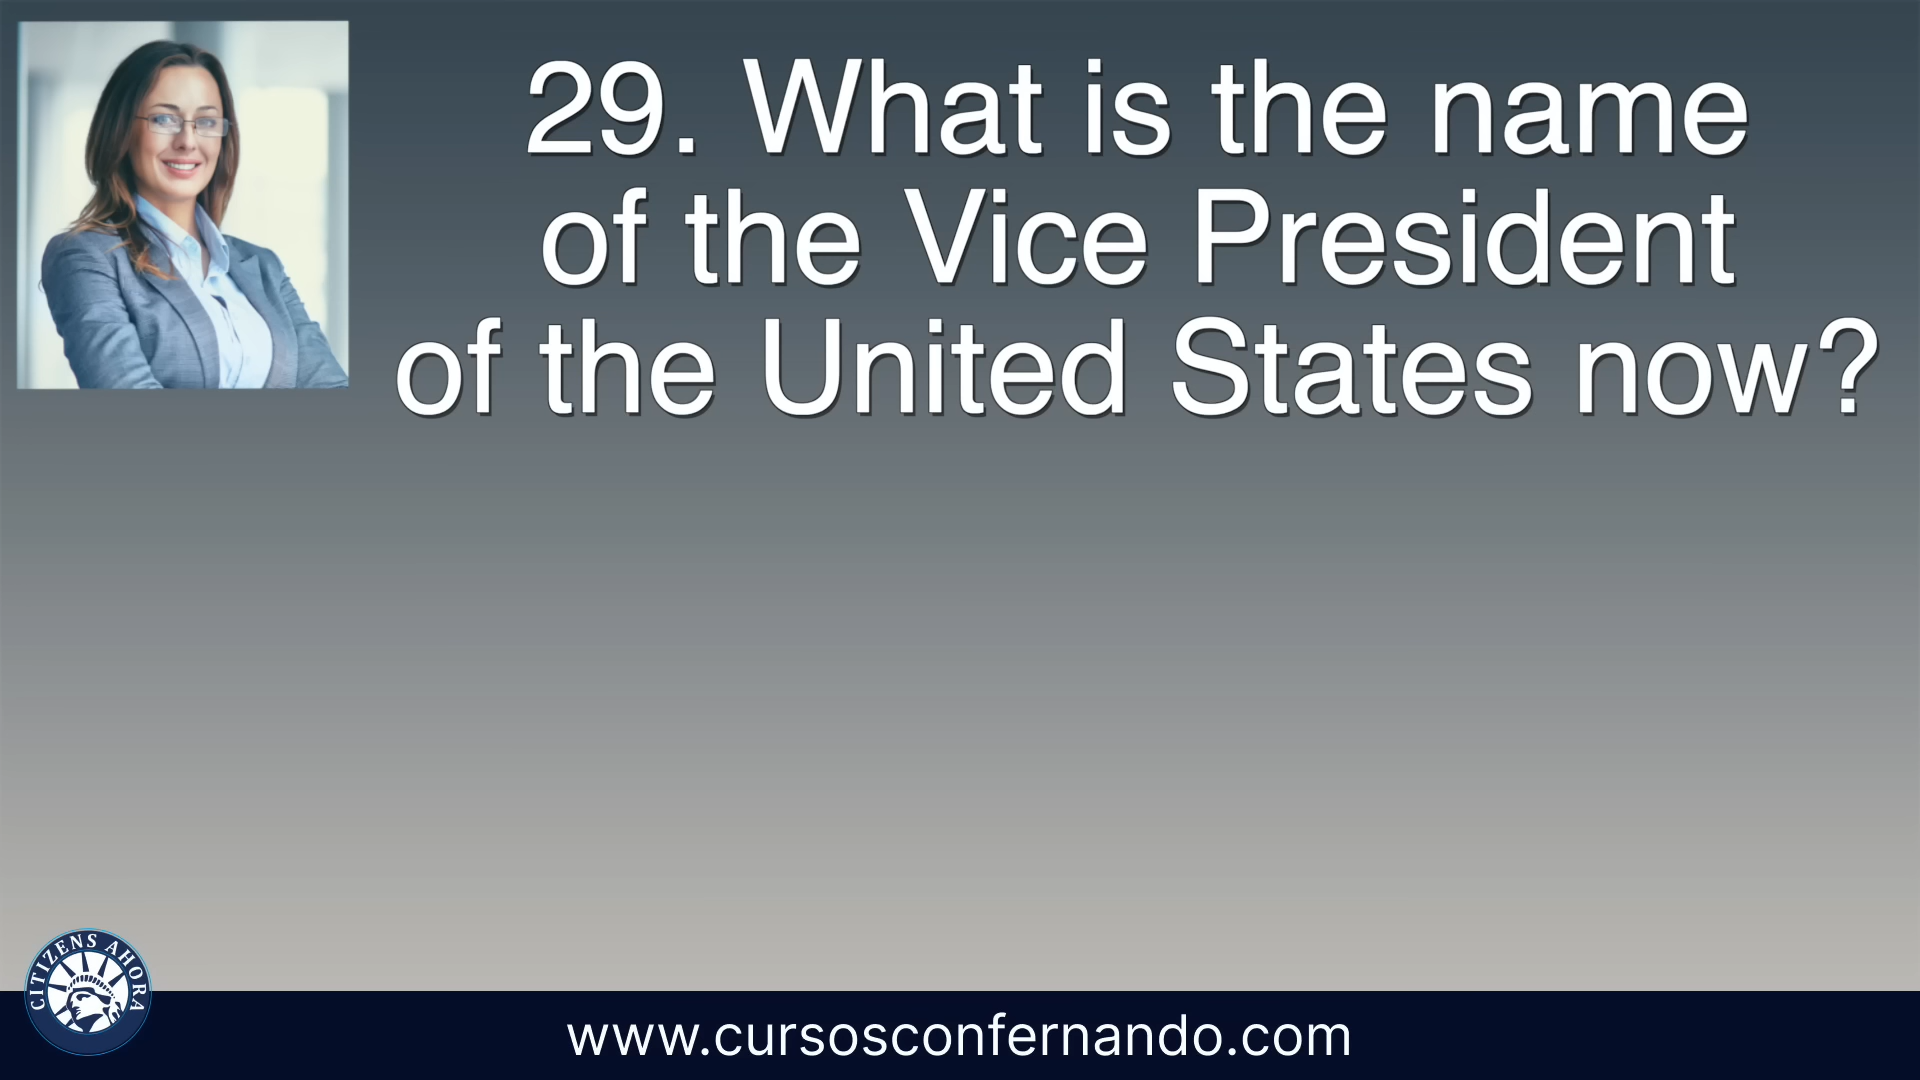 29. What is the name
of the Vice President
of the United States now?
CITIZENS AHORA
www.cursosconfernando.com